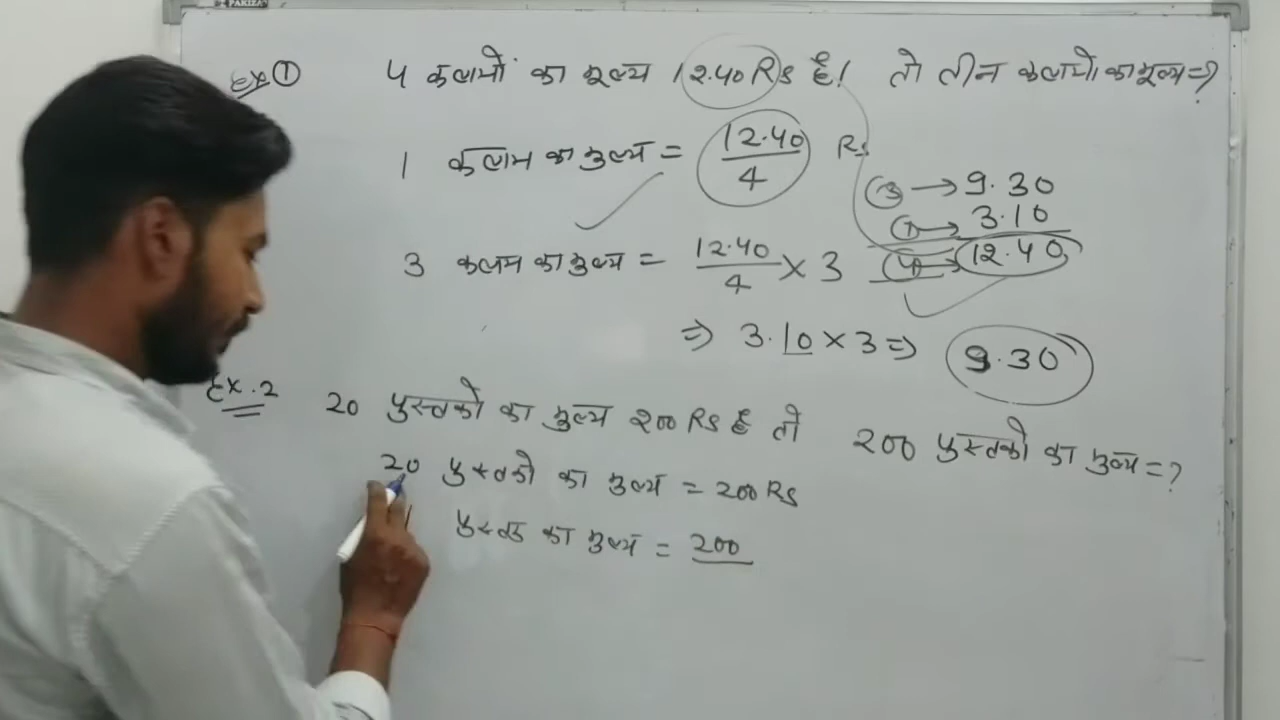 PAKIZA
Ex ① 4 कलमों का मूल्य 12.40 Rs है। तो तीन कलमों का मूल्य = ?
1 कलम का मूल्य = 12.40/4 Rs
③ → 9.30
① → 3.10
④ → 12.40
3 कलम का मूल्य = 12.40/4 × 3
⇒ 3.10 × 3 ⇒ 9.30
Ex.2 20 पुस्तकों का मूल्य 200 Rs है तो 200 पुस्तकों का मूल्य = ?
20 पुस्तकों का मूल्य = 200 Rs
1 पुस्तक का मूल्य = 200